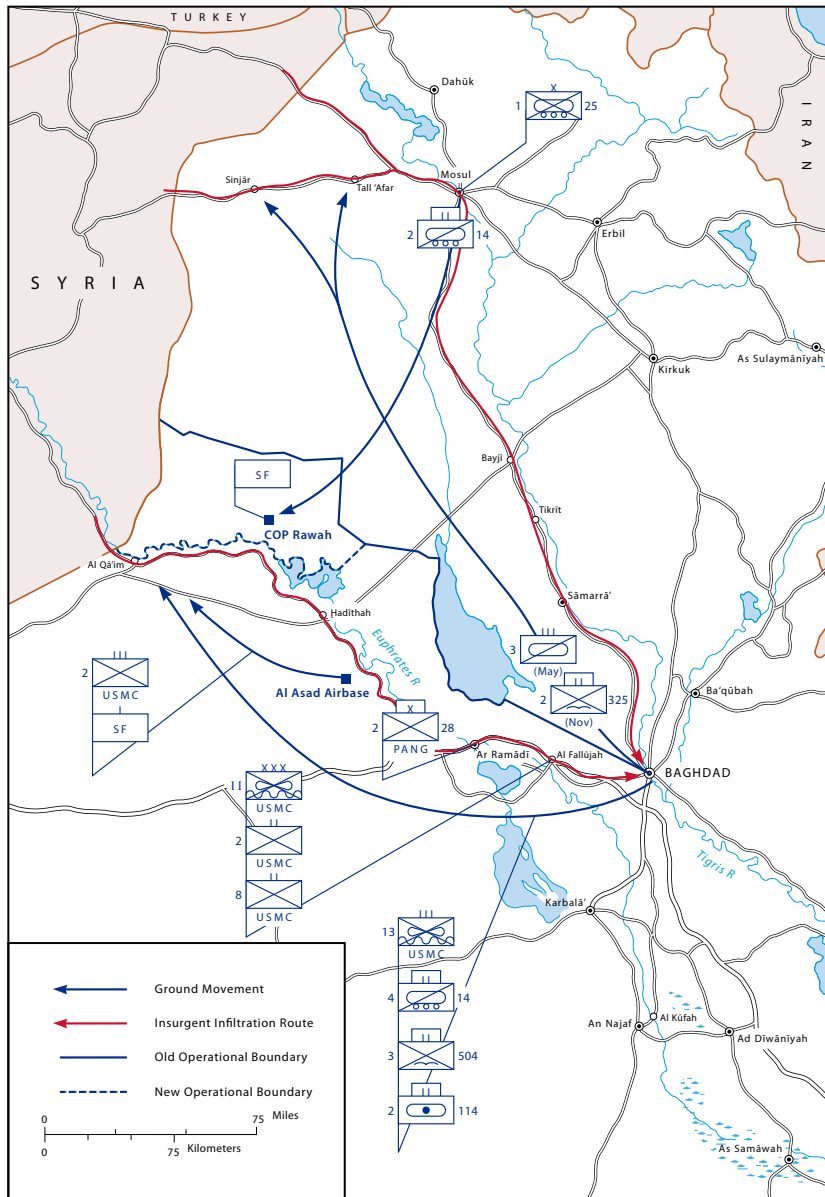 TURKEY
IRAN
Dahūk
X
1 25
Mosul
Sinjār
Tall ‘Afar
II
2 14
Erbil
SYRIA
Kirkuk
As Sulaymānīyah
Bayjī
SF
Tikrīt
COP Rawah
Al Qā’im
Sāmarrā’
Ḥadīthah
Euphrates R
III
3
(May)
III
2
USMC
SF
Al Asad Airbase
II
2 325
(Nov)
Ba‘qūbah
X
2 28
PANG
Ar Ramādī
Al Fallūjah
BAGHDAD
XXX
II
USMC
II
2
USMC
II
8
USMC
Tigris R
Karbalā’
III
13
USMC
II
4 14
II
3 504
II
2 114
An Najaf
Al Kūfah
Ad Dīwānīyah
As Samāwah
Ground Movement
Insurgent Infiltration Route
Old Operational Boundary
New Operational Boundary
0 75 Miles
0 75 Kilometers